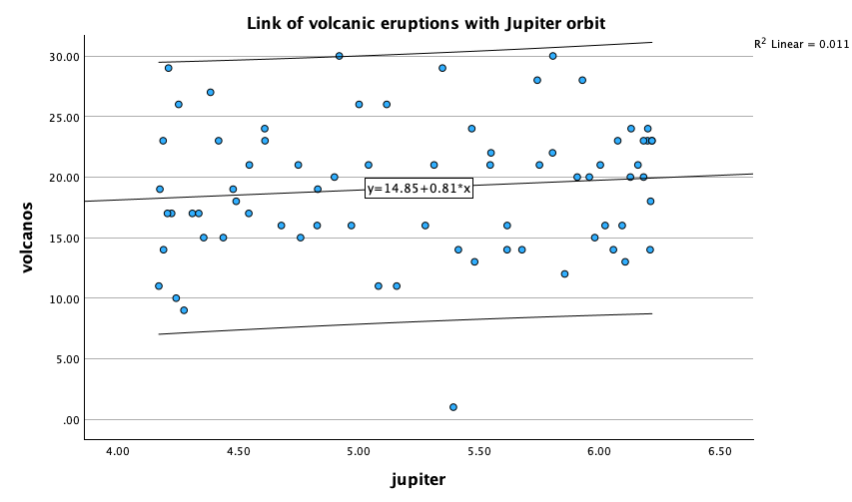 Link of volcanic eruptions with Jupiter orbit
R² Linear = 0.011
30.00
25.00
20.00
15.00
10.00
5.00
.00
volcanos
y=14.85+0.81*x
4.00 4.50 5.00 5.50 6.00 6.50
jupiter